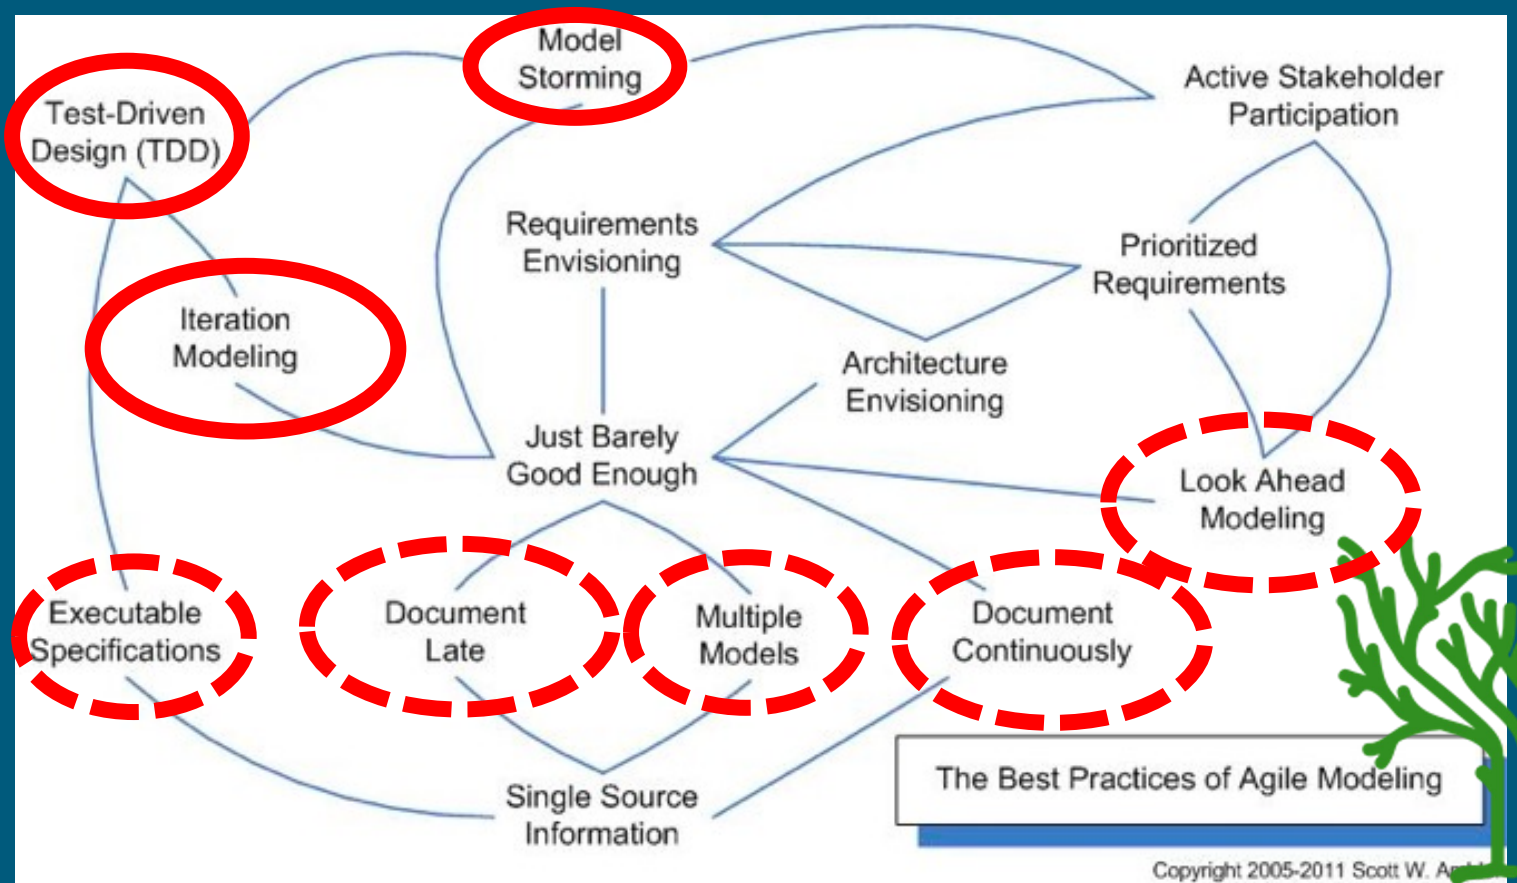 Model
Storming
Test-Driven
Design (TDD)
Active Stakeholder
Participation
Requirements
Envisioning
Prioritized
Requirements
Iteration
Modeling
Architecture
Envisioning
Just Barely
Good Enough
Look Ahead
Modeling
Executable
Specifications
Document
Late
Multiple
Models
Document
Continuously
Single Source
Information
The Best Practices of Agile Modeling
Copyright 2005-2011 Scott W.